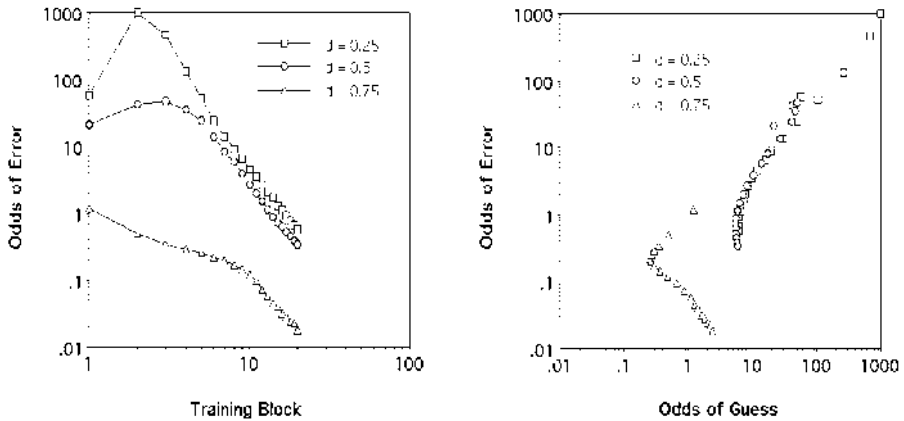 1000
100
10
1
.1
.01
Odds of Error
1
10
100
Training Block
d = 0.25
d = 0.5
d = 0.75
1000
100
10
1
.1
.01
Odds of Error
.01
.1
1
10
100
1000
Odds of Guess
d = 0.25
d = 0.5
d = 0.75